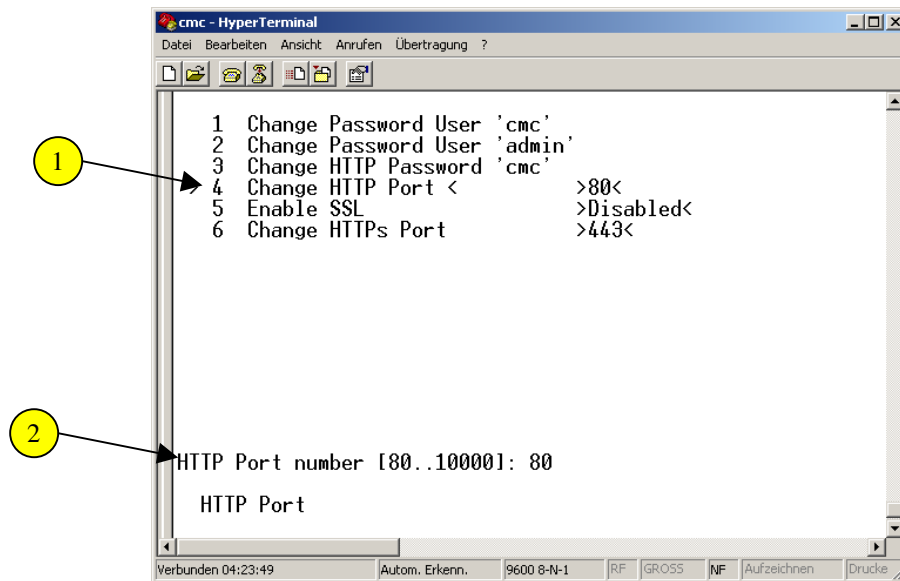 cmc - HyperTerminal
Datei Bearbeiten Ansicht Anrufen Übertragung ?
1 Change Password User 'cmc'
2 Change Password User 'admin'
3 Change HTTP Password 'cmc'
1
> 4 Change HTTP Port < >80<
5 Enable SSL >Disabled<
6 Change HTTPs Port >443<
2
HTTP Port number [80..10000]: 80
HTTP Port
Verbunden 04:23:49 Autom. Erkenn. 9600 8-N-1 RF GROSS NF Aufzeichnen Drucke